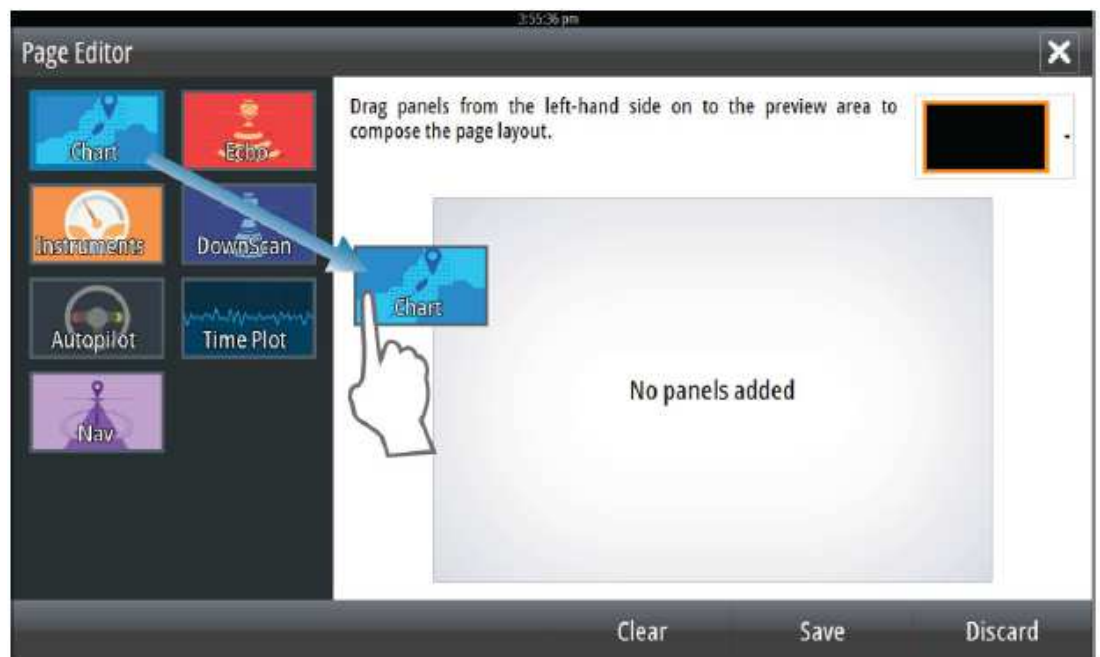 3:55:36 pm
Page Editor
Chart
Echo
Instruments
DownScan
Autopilot
Time Plot
Nav
Drag panels from the left-hand side on to the preview area to
compose the page layout.
Chart
No panels added
Clear
Save
Discard